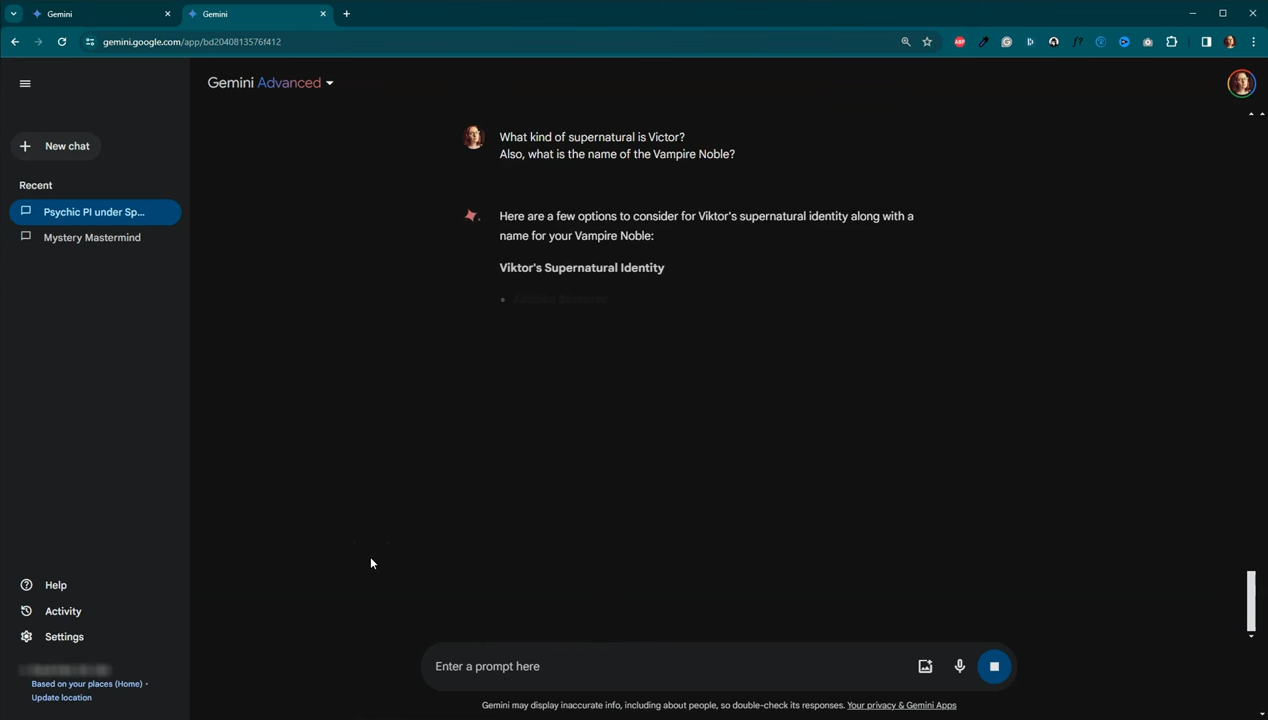 Gemini
Gemini
gemini.google.com/app/bd2040813576f412
Gemini Advanced
New chat
Recent
Psychic PI under Sp...
Mystery Mastermind
What kind of supernatural is Victor?
Also, what is the name of the Vampire Noble?
Here are a few options to consider for Viktor's supernatural identity along with a
name for your Vampire Noble:
Viktor's Supernatural Identity
Help
Activity
Settings
Based on your places (Home) •
Update location
Enter a prompt here
Gemini may display inaccurate info, including about people, so double-check its responses. Your privacy & Gemini Apps